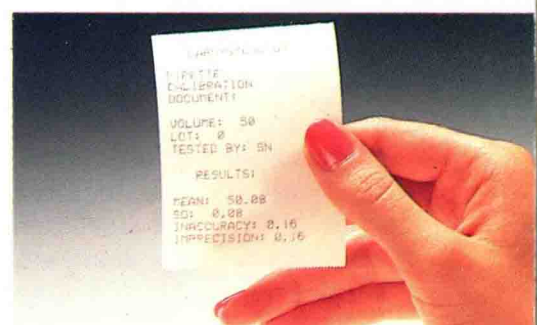 PIPETTE
CALIBRATION
DOCUMENT:
VOLUME: 50
LOT: 0
TESTED BY: SN
RESULTS:
MEAN: 50.08
SD: 0.08
INACCURACY: 0.16
IMPRECISION: 0.16